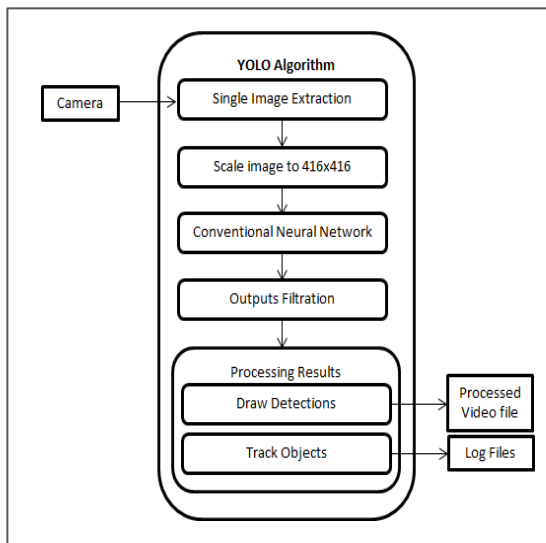 YOLO Algorithm
Camera
Single Image Extraction
Scale image to 416x416
Conventional Neural Network
Outputs Filtration
Processing Results
Draw Detections
Processed
Video file
Track Objects
Log Files